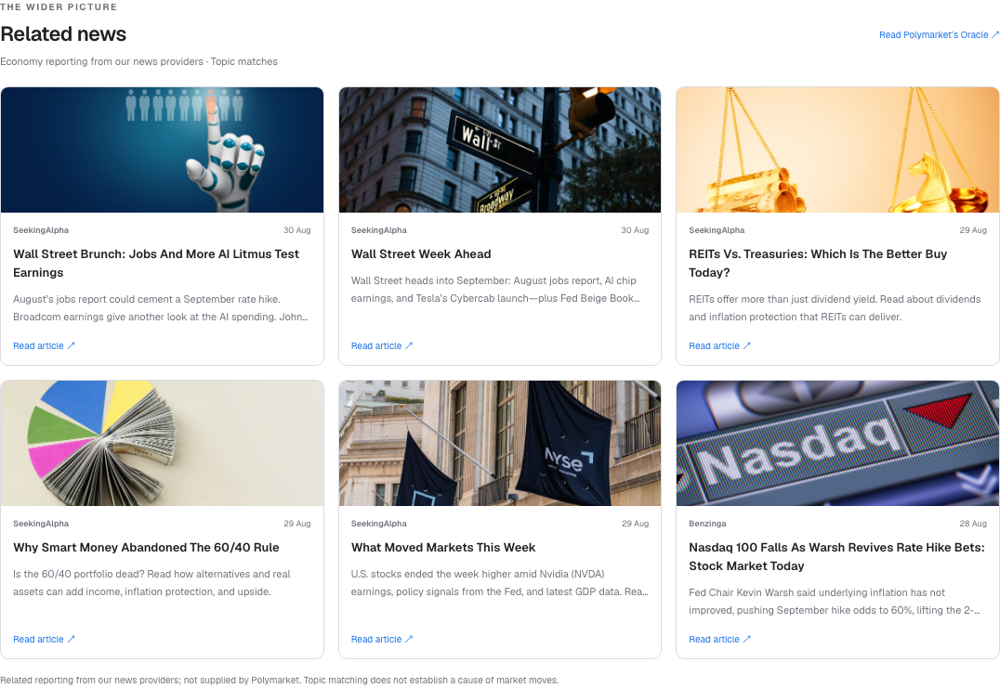 THE WIDER PICTURE
Related news
Read Polymarket's Oracle ↗
Economy reporting from our news providers · Topic matches
Wall St
Broadway
SeekingAlpha
30 Aug
Wall Street Brunch: Jobs And More AI Litmus Test
Earnings
August's jobs report could cement a September rate hike.
Broadcom earnings give another look at the AI spending. John…
Read article ↗
SeekingAlpha
30 Aug
Wall Street Week Ahead
Wall Street heads into September: August jobs report, AI chip
earnings, and Tesla's Cybercab launch—plus Fed Beige Book…
Read article ↗
SeekingAlpha
29 Aug
REITs Vs. Treasuries: Which Is The Better Buy
Today?
REITs offer more than just dividend yield. Read about dividends
and inflation protection that REITs can deliver.
Read article ↗
NYSE
Nasdaq
SeekingAlpha
29 Aug
Why Smart Money Abandoned The 60/40 Rule
Is the 60/40 portfolio dead? Read how alternatives and real
assets can add income, inflation protection, and upside.
Read article ↗
SeekingAlpha
29 Aug
What Moved Markets This Week
U.S. stocks ended the week higher amid Nvidia (NVDA)
earnings, policy signals from the Fed, and latest GDP data. Rea…
Read article ↗
Benzinga
28 Aug
Nasdaq 100 Falls As Warsh Revives Rate Hike Bets:
Stock Market Today
Fed Chair Kevin Warsh said underlying inflation has not
improved, pushing September hike odds to 60%, lifting the 2-…
Read article ↗
Related reporting from our news providers; not supplied by Polymarket. Topic matching does not establish a cause of market moves.